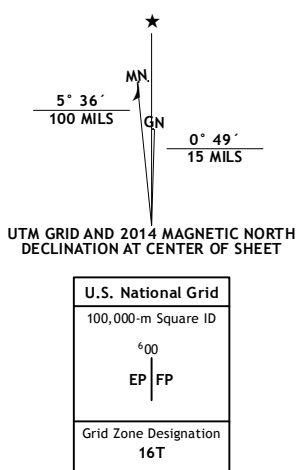 ★
MN
GN
5° 36´
100 MILS
0° 49´
15 MILS
UTM GRID AND 2014 MAGNETIC NORTH
DECLINATION AT CENTER OF SHEET
U.S. National Grid
100,000-m Square ID
⁶00
EP FP
Grid Zone Designation
16T